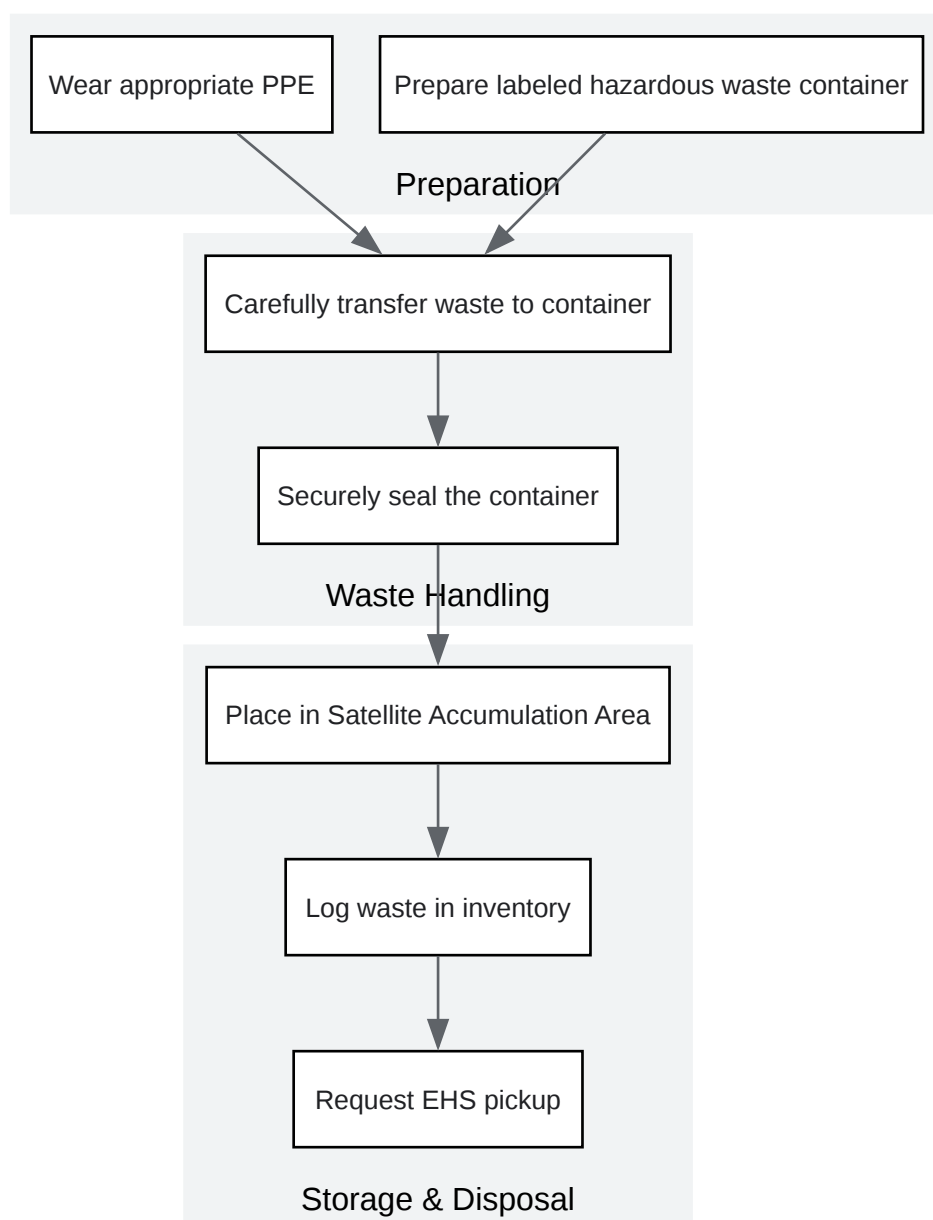 Wear appropriate PPE
Prepare labeled hazardous waste container
Preparation
Carefully transfer waste to container
Securely seal the container
Waste Handling
Place in Satellite Accumulation Area
Log waste in inventory
Request EHS pickup
Storage & Disposal